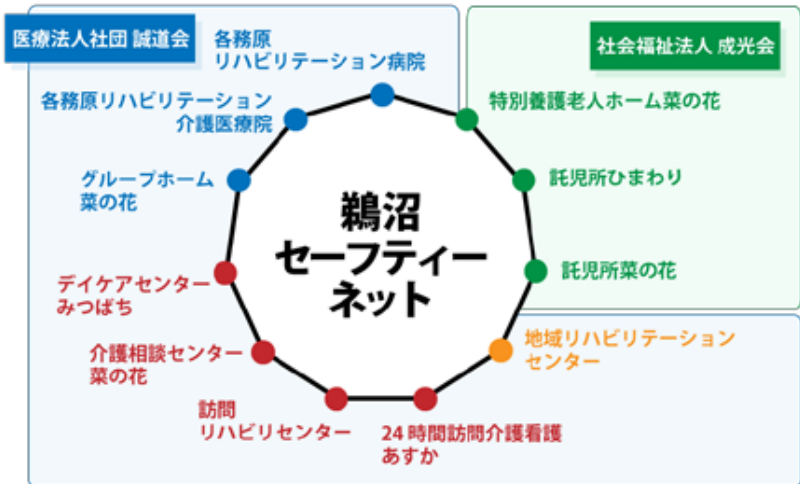 医療法人社団 誠道会
各務原
リハビリテーション病院
社会福祉法人 成光会
各務原リハビリテーション
介護医療院
特別養護老人ホーム菜の花
グループホーム
菜の花
託児所ひまわり
鵜沼
セーフティー
ネット
デイケアセンター
みつばち
託児所菜の花
介護相談センター
菜の花
地域リハビリテーション
センター
訪問
リハビリセンター
24時間訪問介護看護
あすか